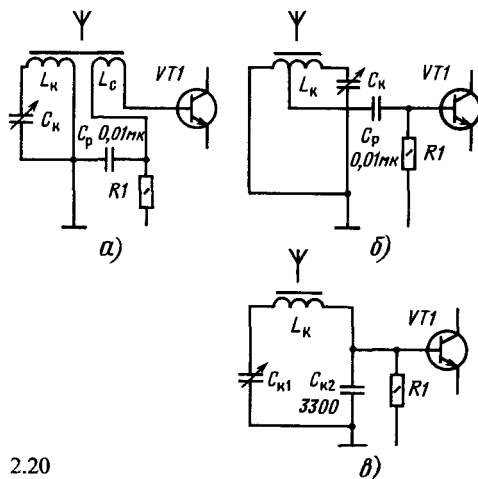 Lк
Lс
VT1
Cк
Cр 0,01мк
R1
а)
Lк
Cк
VT1
Cр
0,01мк
R1
б)
Lк
VT1
Cк1
Cк2
3300
R1
2.20
в)